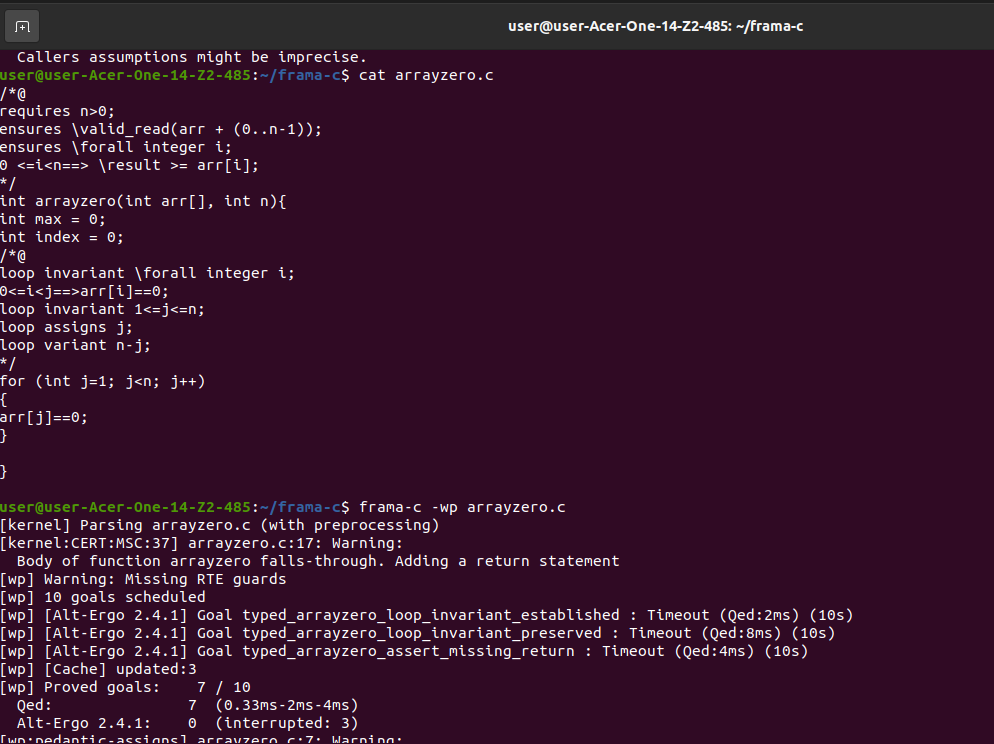 user@user-Acer-One-14-Z2-485: ~/frama-c
  Callers assumptions might be imprecise.
user@user-Acer-One-14-Z2-485:~/frama-c$ cat arrayzero.c
/*@
requires n>0;
ensures \valid_read(arr + (0..n-1));
ensures \forall integer i;
0 <=i<n==> \result >= arr[i];
*/
int arrayzero(int arr[], int n){
int max = 0;
int index = 0;
/*@
loop invariant \forall integer i;
0<=i<j==>arr[i]==0;
loop invariant 1<=j<=n;
loop assigns j;
loop variant n-j;
*/
for (int j=1; j<n; j++)
{
arr[j]==0;
}
}
user@user-Acer-One-14-Z2-485:~/frama-c$ frama-c -wp arrayzero.c
[kernel] Parsing arrayzero.c (with preprocessing)
[kernel:CERT:MSC:37] arrayzero.c:17: Warning:
  Body of function arrayzero falls-through. Adding a return statement
[wp] Warning: Missing RTE guards
[wp] 10 goals scheduled
[wp] [Alt-Ergo 2.4.1] Goal typed_arrayzero_loop_invariant_established : Timeout (Qed:2ms) (10s)
[wp] [Alt-Ergo 2.4.1] Goal typed_arrayzero_loop_invariant_preserved : Timeout (Qed:8ms) (10s)
[wp] [Alt-Ergo 2.4.1] Goal typed_arrayzero_assert_missing_return : Timeout (Qed:4ms) (10s)
[wp] [Cache] updated:3
[wp] Proved goals:    7 / 10
  Qed:               7  (0.33ms-2ms-4ms)
  Alt-Ergo 2.4.1:    0  (interrupted: 3)
[wp:pedantic-assigns] arrayzero.c:7: Warning: